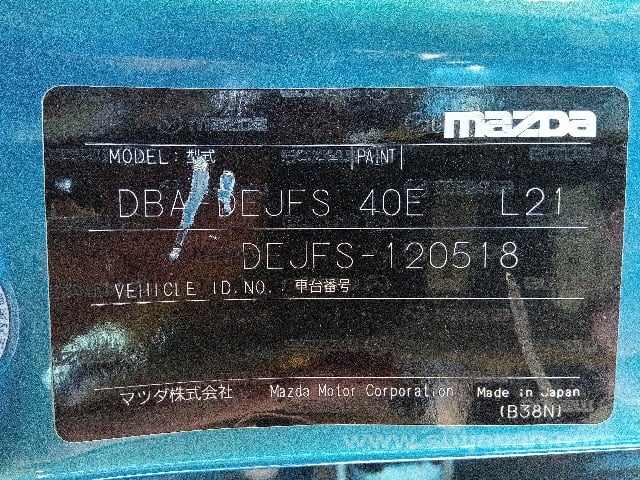 mazda
MODEL: 型式 PAINT
DBA-DEJFS 40E L21
DEJFS-120518
VEHICLE ID.NO.: 車台番号
マツダ株式会社 Mazda Motor Corporation Made in Japan
(B38N)